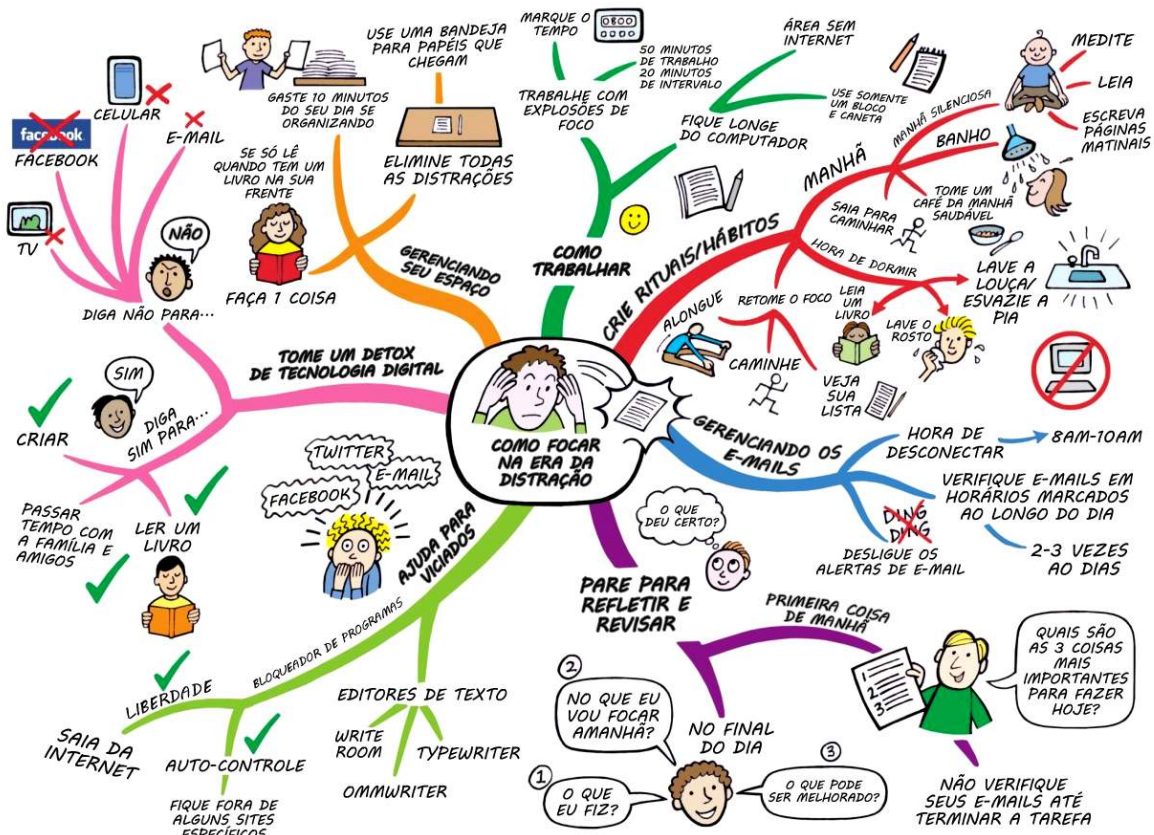 COMO FOCAR
NA ERA DA
DISTRAÇÃO
TOME UM DETOX
DE TECNOLOGIA DIGITAL
DIGA NÃO PARA...
NÃO
TV
facebook
FACEBOOK
CELULAR
E-MAIL
DIGA
SIM PARA...
SIM
CRIAR
PASSAR
TEMPO COM
A FAMÍLIA E
AMIGOS
LER UM
LIVRO
GERENCIANDO
SEU ESPAÇO
GASTE 10 MINUTOS
DO SEU DIA SE
ORGANIZANDO
USE UMA BANDEJA
PARA PAPÉIS QUE
CHEGAM
ELIMINE TODAS
AS DISTRAÇÕES
SE SÓ LÊ
QUANDO TEM UM
LIVRO NA SUA
FRENTE
FAÇA 1 COISA
COMO
TRABALHAR
MARQUE O
TEMPO
0800
50 MINUTOS
DE TRABALHO
20 MINUTOS
DE INTERVALO
TRABALHE COM
EXPLOSÕES DE
FOCO
ÁREA SEM
INTERNET
USE SOMENTE
UM BLOCO
E CANETA
FIQUE LONGE
DO COMPUTADOR
CRIE RITUAIS/HÁBITOS
MANHÃ
MANHÃ SILENCIOSA
MEDITE
LEIA
ESCREVA
PÁGINAS
MATINAIS
BANHO
TOME UM
CAFÉ DA MANHÃ
SAUDÁVEL
SAIA PARA
CAMINHAR
HORA DE DORMIR
LEIA
UM
LIVRO
LAVE O
ROSTO
LAVE A
LOUÇA/
ESVAZIE A
PIA
RETOME O FOCO
ALONGUE
CAMINHE
VEJA
SUA
LISTA
GERENCIANDO OS
E-MAILS
HORA DE
DESCONECTAR
8AM-10AM
VERIFIQUE E-MAILS EM
HORÁRIOS MARCADOS
AO LONGO DO DIA
2-3 VEZES
AO DIAS
DING
DING
DESLIGUE OS
ALERTAS DE E-MAIL
PARE PARA
REFLETIR E
REVISAR
O QUE
DEU CERTO?
PRIMEIRA COISA
DE MANHÃ
1
2
3
QUAIS SÃO
AS 3 COISAS
MAIS
IMPORTANTES
PARA FAZER
HOJE?
NÃO VERIFIQUE
SEUS E-MAILS ATÉ
TERMINAR A TAREFA
NO FINAL
DO DIA
1
O QUE
EU FIZ?
2
NO QUE EU
VOU FOCAR
AMANHÃ?
3
O QUE PODE
SER MELHORADO?
AJUDA PARA
VICIADOS
TWITTER
E-MAIL
FACEBOOK
BLOQUEADOR DE PROGRAMAS
LIBERDADE
SAIA DA
INTERNET
AUTO-CONTROLE
FIQUE FORA DE
ALGUNS SITES
ESPECÍFICOS
EDITORES DE TEXTO
WRITE
ROOM
OMMWRITER
TYPEWRITER